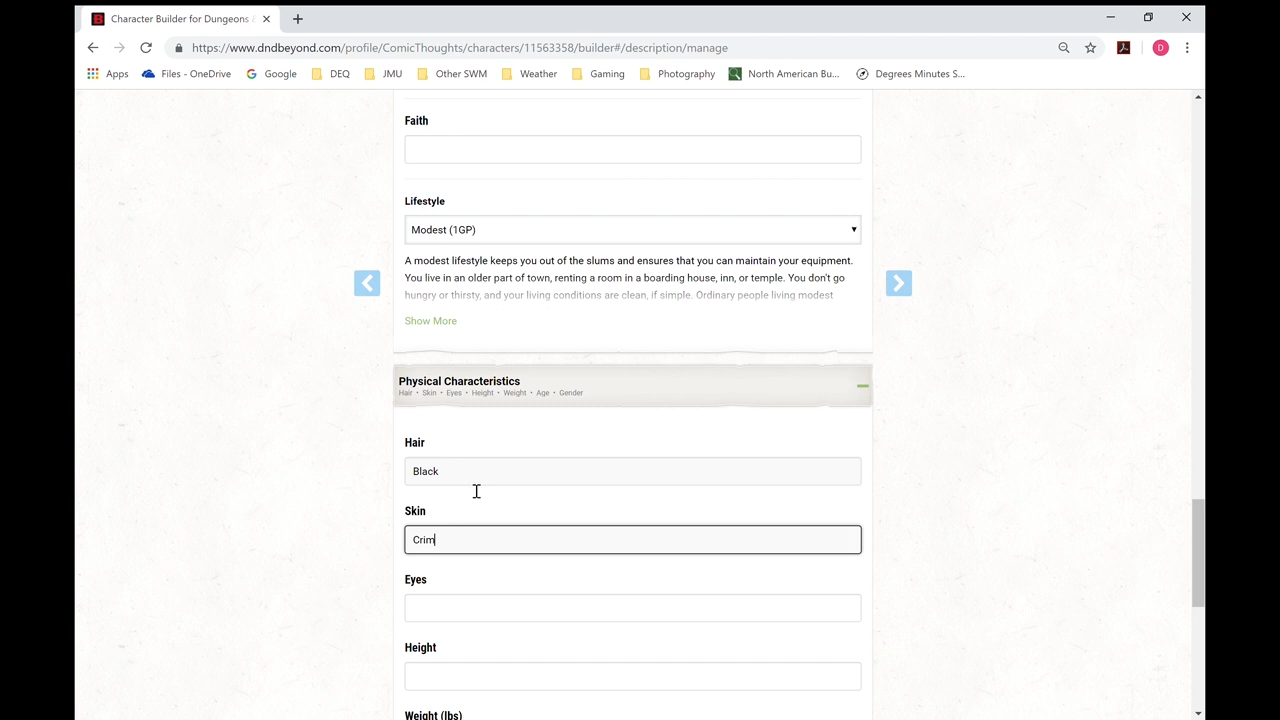 Character Builder for Dungeons &
https://www.dndbeyond.com/profile/ComicThoughts/characters/11563358/builder#/description/manage
D
Apps
Files - OneDrive
Google
DEQ
JMU
Other SWM
Weather
Gaming
Photography
North American Bu...
Degrees Minutes S...
Faith
Lifestyle
Modest (1GP)
A modest lifestyle keeps you out of the slums and ensures that you can maintain your equipment.
You live in an older part of town, renting a room in a boarding house, inn, or temple. You don't go
hungry or thirsty, and your living conditions are clean, if simple. Ordinary people living modest
Show More
Physical Characteristics
Hair • Skin • Eyes • Height • Weight • Age • Gender
Hair
Black
Skin
Crim
Eyes
Height
Weight (lbs)